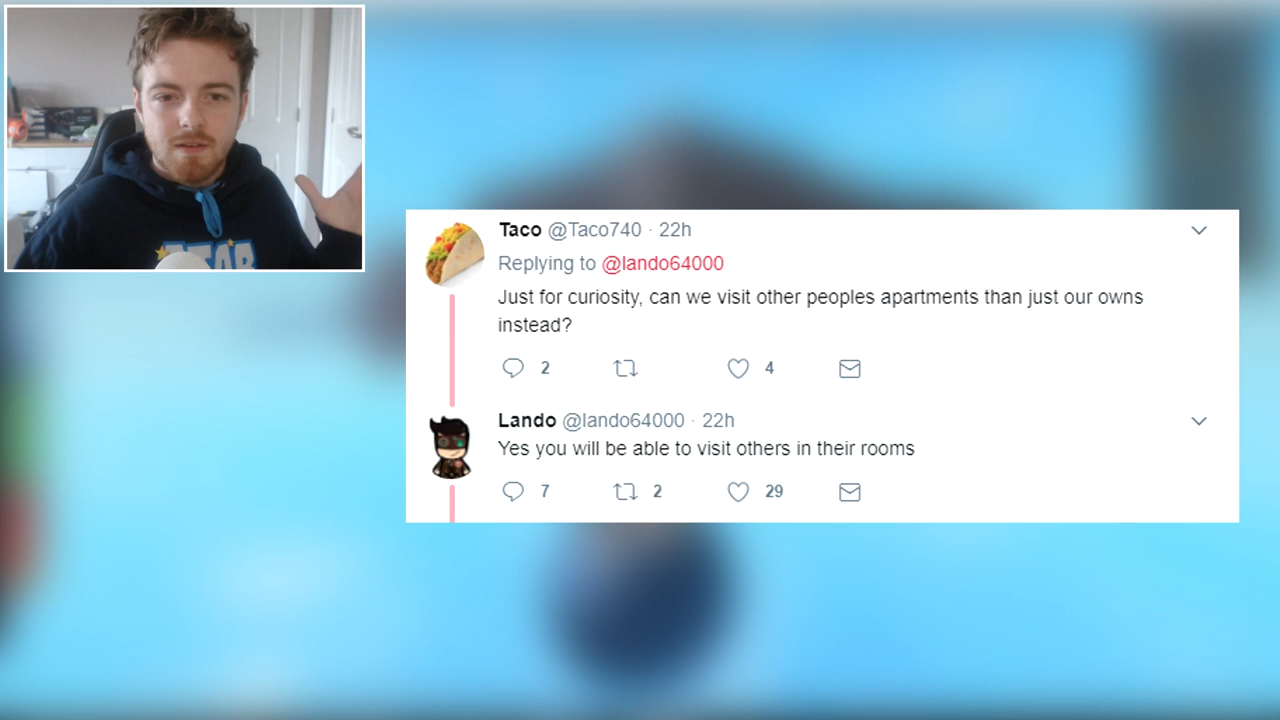 Taco @Taco740 · 22h
Replying to @lando64000
Just for curiosity, can we visit other peoples apartments than just our owns
instead?
2 4
Lando @lando64000 · 22h
Yes you will be able to visit others in their rooms
7 2 29